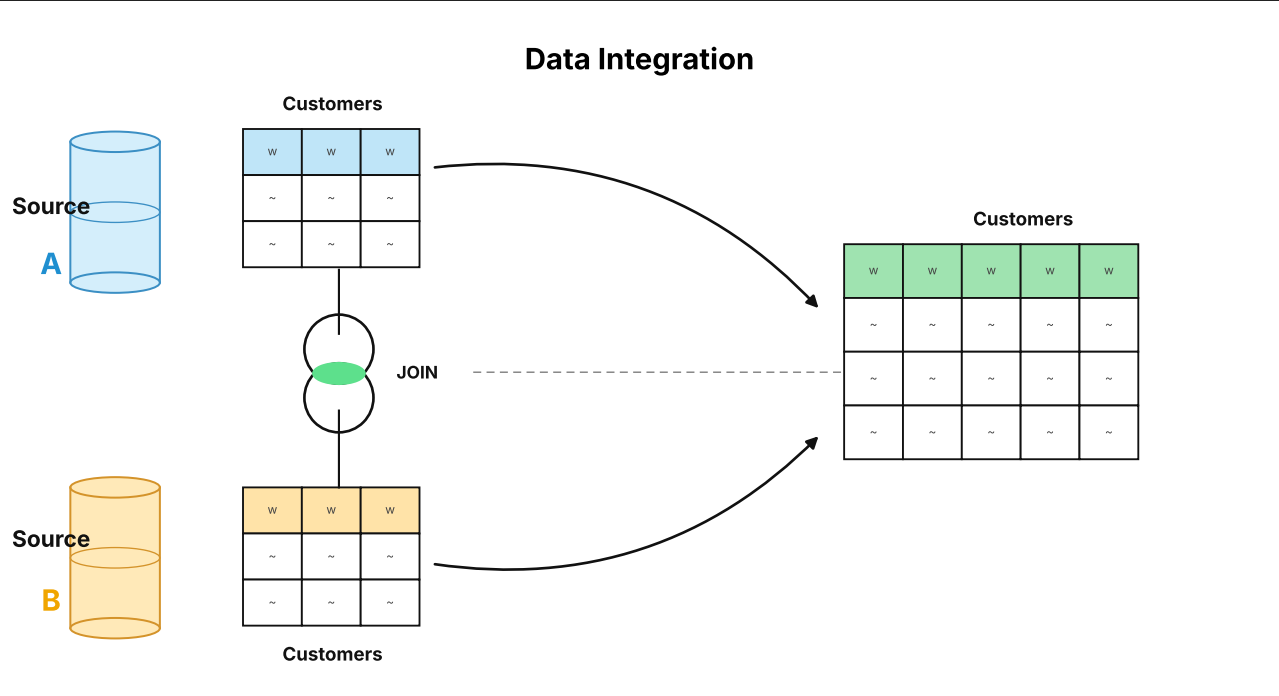 Data Integration
Customers
w w w
~ ~ ~
~ ~ ~
Source
A
Customers
w w w w w
~ ~ ~ ~ ~
~ ~ ~ ~ ~
~ ~ ~ ~ ~
JOIN
w w w
~ ~ ~
~ ~ ~
Source
B
Customers